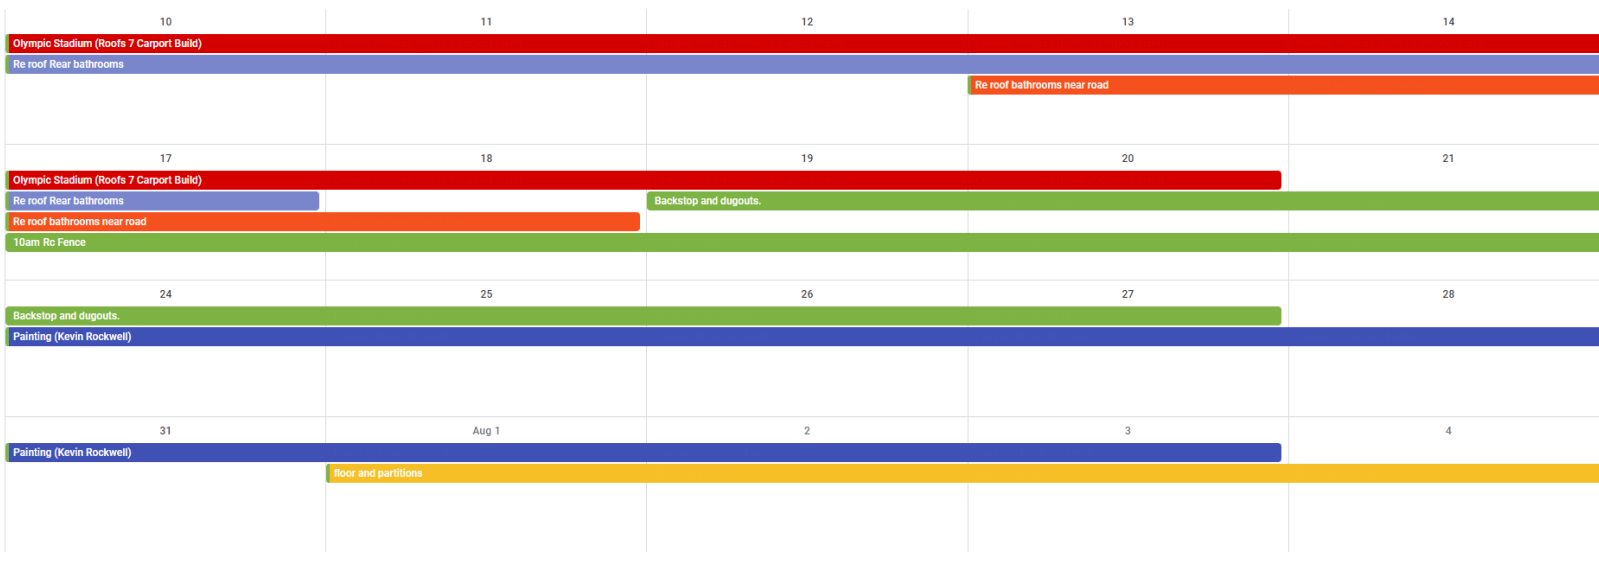 10 11 12 13 14
Olympic Stadium (Roofs 7 Carport Build)
Re roof Rear bathrooms
Re roof bathrooms near road
17 18 19 20 21
Olympic Stadium (Roofs 7 Carport Build)
Re roof Rear bathrooms Backstop and dugouts.
Re roof bathrooms near road
10am Rc Fence
24 25 26 27 28
Backstop and dugouts.
Painting (Kevin Rockwell)
31 Aug 1 2 3 4
Painting (Kevin Rockwell)
floor and partitions